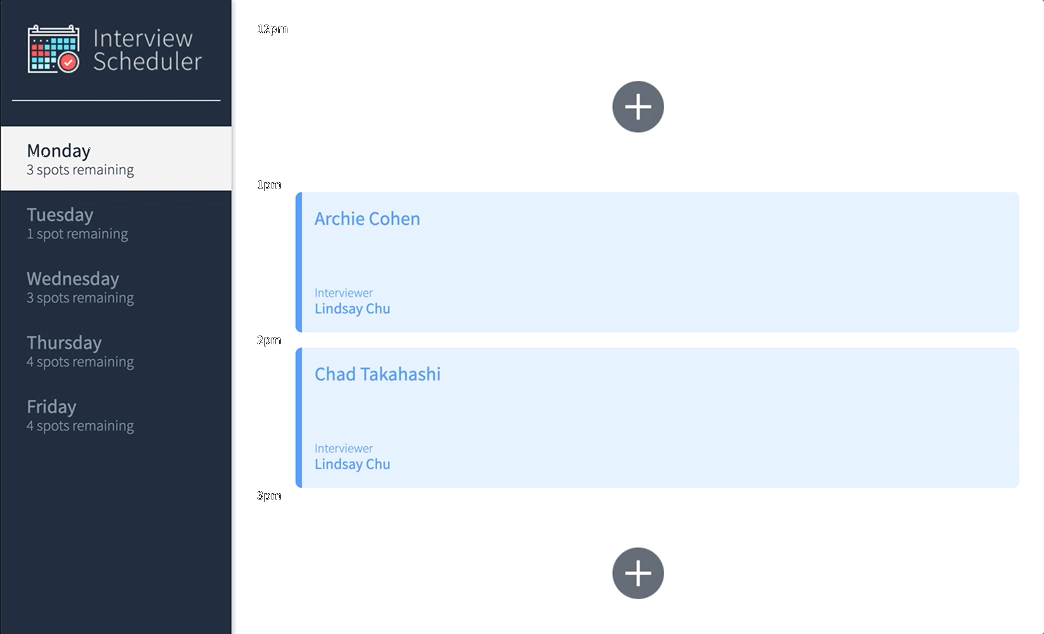 Interview
Scheduler
Monday
3 spots remaining
Tuesday
1 spot remaining
Wednesday
3 spots remaining
Thursday
4 spots remaining
Friday
4 spots remaining
12pm
1pm
Archie Cohen
Interviewer
Lindsay Chu
2pm
Chad Takahashi
Interviewer
Lindsay Chu
3pm